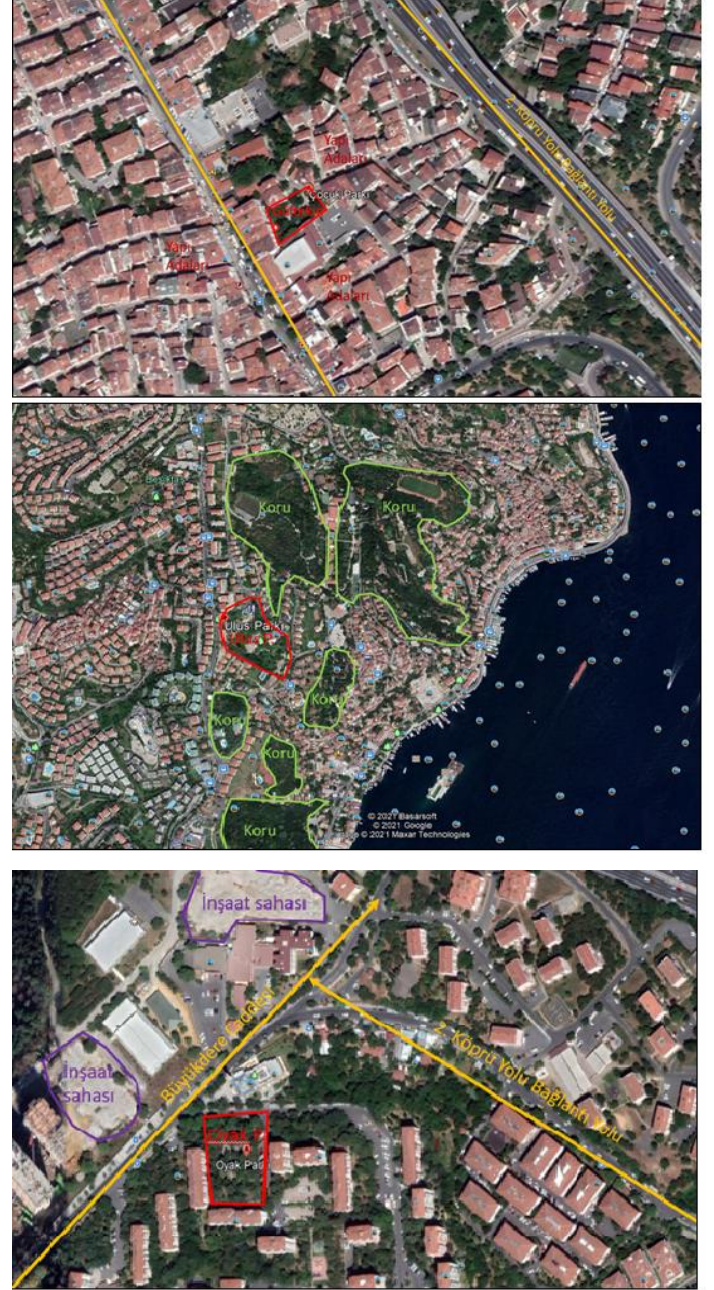 2. Köprü Yolu Bağlantı Yolu
Yapı
Adaları
Çocuk Parkı
Yapı
Adaları
Yapı
Adaları
Koru
Koru
Beşiktaş
Ulus Parkı
Koru
Koru
Koru
Koru
© 2021 Basarsoft
© 2021 Google
© 2021 Maxar Technologies
İnşaat sahası
Büyükdere Caddesi
İnşaat
sahası
2. Köprü Yolu Bağlantı Yolu
Oyak Parkı